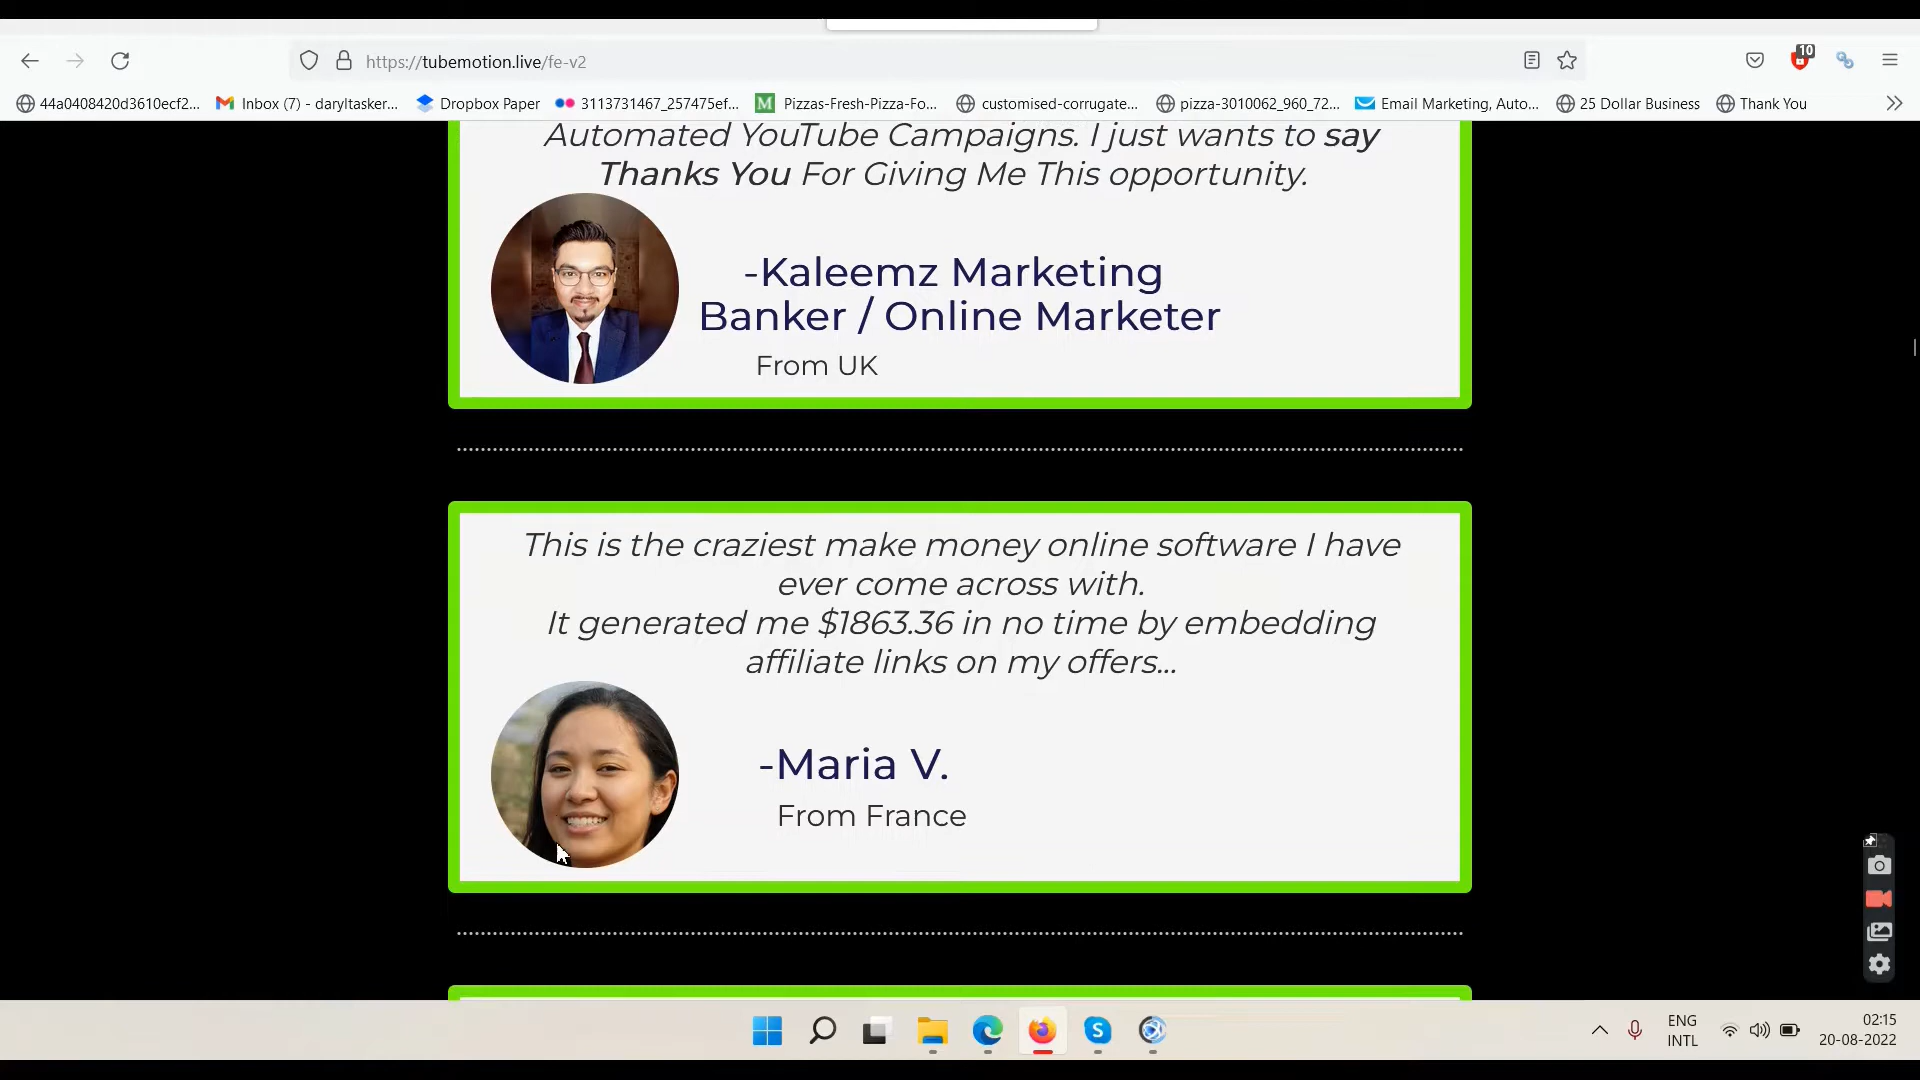 https://tubemotion.live/fe-v2
10
44a0408420d3610ecf2...
Inbox (7) - daryltasker...
Dropbox Paper
3113731467_257475ef...
Pizzas-Fresh-Pizza-Fo...
customised-corrugate...
pizza-3010062_960_72...
Email Marketing, Auto...
25 Dollar Business
Thank You
Automated YouTube Campaigns. I just wants to say
Thanks You For Giving Me This opportunity.
-Kaleemz Marketing
Banker / Online Marketer
From UK
This is the craziest make money online software I have
ever come across with.
It generated me $1863.36 in no time by embedding
affiliate links on my offers...
-Maria V.
From France
ENG
INTL
02:15
20-08-2022